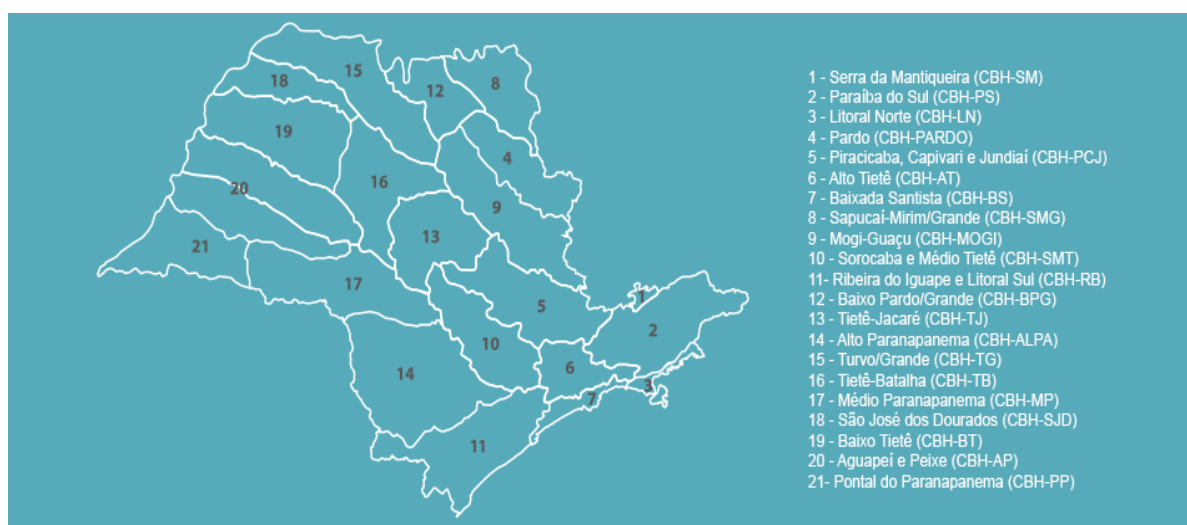 15
18
12
8
19
4
16
20
9
13
21
17
1
5
2
10
6
14
3
7
11
1 - Serra da Mantiqueira (CBH-SM)
2 - Paraíba do Sul (CBH-PS)
3 - Litoral Norte (CBH-LN)
4 - Pardo (CBH-PARDO)
5 - Piracicaba, Capivari e Jundiaí (CBH-PCJ)
6 - Alto Tietê (CBH-AT)
7 - Baixada Santista (CBH-BS)
8 - Sapucaí-Mirim/Grande (CBH-SMG)
9 - Mogi-Guaçu (CBH-MOGI)
10 - Sorocaba e Médio Tietê (CBH-SMT)
11- Ribeira do Iguape e Litoral Sul (CBH-RB)
12 - Baixo Pardo/Grande (CBH-BPG)
13 - Tietê-Jacaré (CBH-TJ)
14 - Alto Paranapanema (CBH-ALPA)
15 - Turvo/Grande (CBH-TG)
16 - Tietê-Batalha (CBH-TB)
17 - Médio Paranapanema (CBH-MP)
18 - São José dos Dourados (CBH-SJD)
19 - Baixo Tietê (CBH-BT)
20 - Aguapeí e Peixe (CBH-AP)
21- Pontal do Paranapanema (CBH-PP)